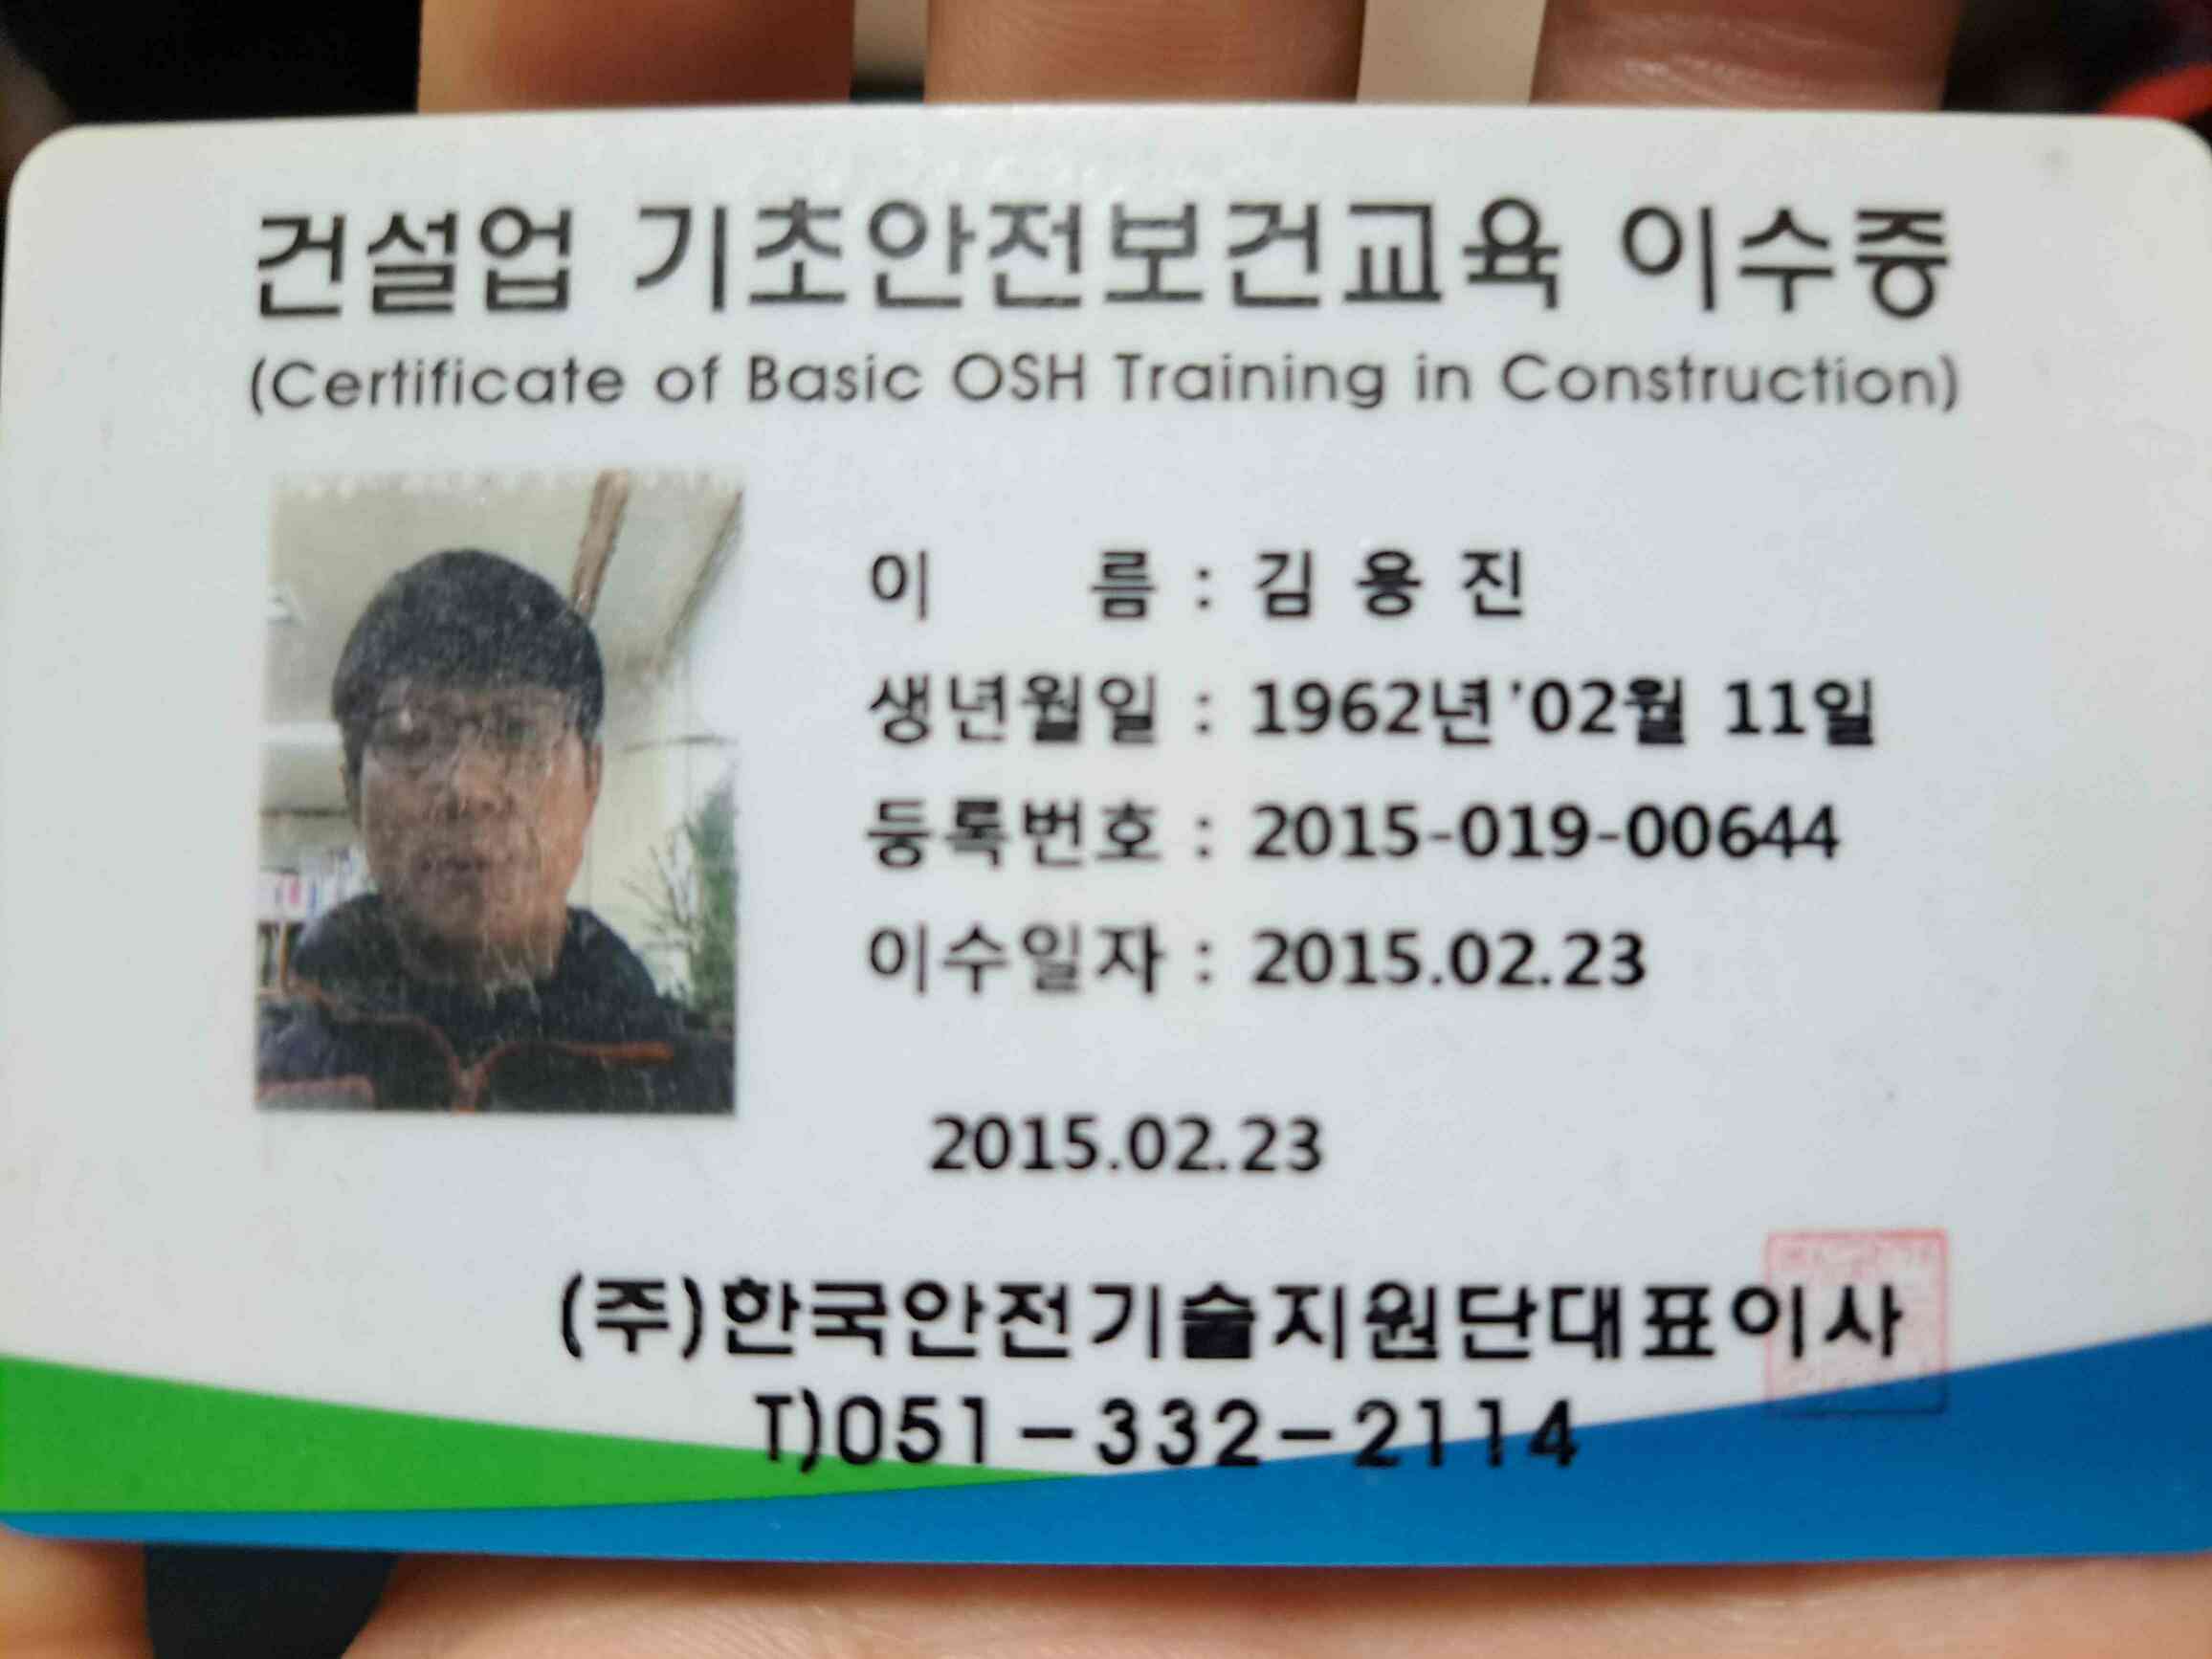 건설업 기초안전보건교육 이수증
(Certificate of Basic OSH Training in Construction)
이 름 : 김 용 진
생년월일 : 1962년'02월 11일
등록번호 : 2015-019-00644
이수일자 : 2015.02.23
2015.02.23
(주)한국안전기술지원단대표이사
T)051-332-2114